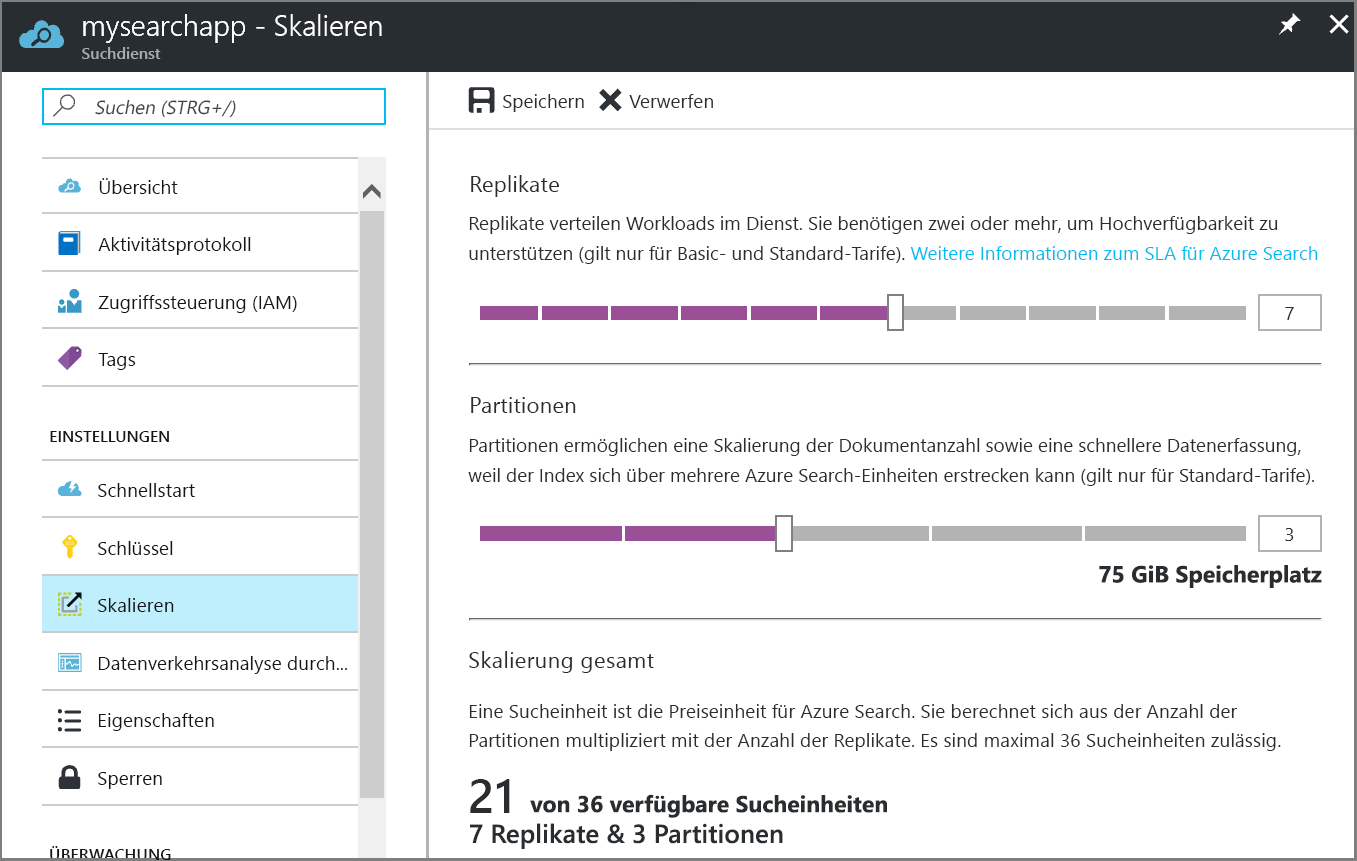 mysearchapp - Skalieren
Suchdienst
Suchen (STRG+/)
Übersicht
Aktivitätsprotokoll
Zugriffssteuerung (IAM)
Tags
EINSTELLUNGEN
Schnellstart
Schlüssel
Skalieren
Datenverkehrsanalyse durch...
Eigenschaften
Sperren
ÜBERWACHUNG
Speichern
Verwerfen
Replikate
Replikate verteilen Workloads im Dienst. Sie benötigen zwei oder mehr, um Hochverfügbarkeit zu
unterstützen (gilt nur für Basic- und Standard-Tarife). Weitere Informationen zum SLA für Azure Search
7
Partitionen
Partitionen ermöglichen eine Skalierung der Dokumentanzahl sowie eine schnellere Datenerfassung,
weil der Index sich über mehrere Azure Search-Einheiten erstrecken kann (gilt nur für Standard-Tarife).
3
75 GiB Speicherplatz
Skalierung gesamt
Eine Sucheinheit ist die Preiseinheit für Azure Search. Sie berechnet sich aus der Anzahl der
Partitionen multipliziert mit der Anzahl der Replikate. Es sind maximal 36 Sucheinheiten zulässig.
21 von 36 verfügbare Sucheinheiten
7 Replikate & 3 Partitionen